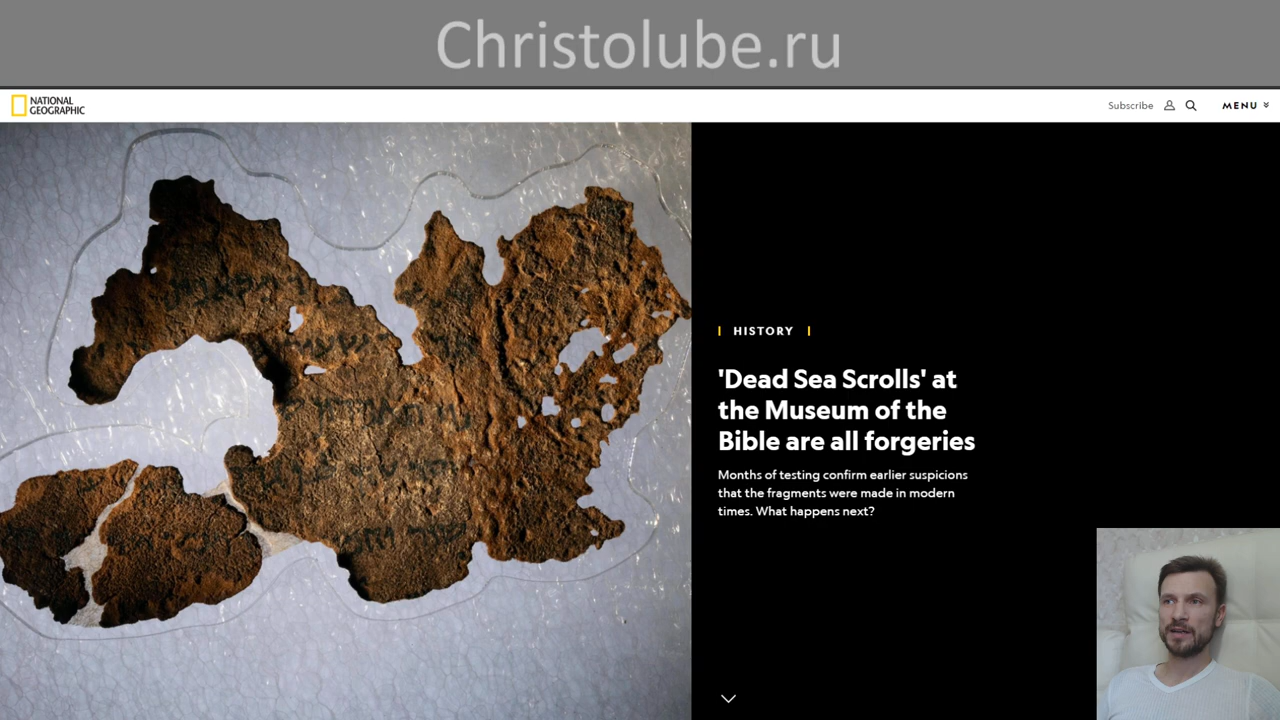 Christolube.ru
NATIONAL
GEOGRAPHIC
Subscribe
MENU
HISTORY
'Dead Sea Scrolls' at
the Museum of the
Bible are all forgeries
Months of testing confirm earlier suspicions
that the fragments were made in modern
times. What happens next?